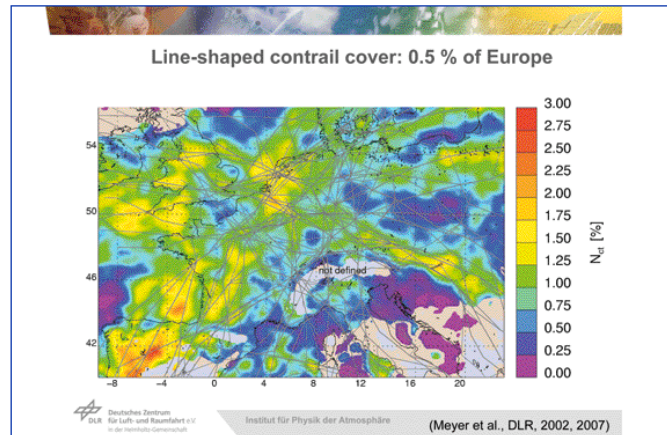 Line-shaped contrail cover: 0.5 % of Europe
54
50
46
42
not defined
-8
-4
0
4
8
12
16
20
3.00
2.75
2.50
2.25
2.00
1.75
1.50
1.25
1.00
0.75
0.50
0.25
0.00
Nct [%]
DLR
Deutsches Zentrum
für Luft- und Raumfahrt e.V.
in der Helmholtz-Gemeinschaft
Institut für Physik der Atmosphäre
(Meyer et al., DLR, 2002, 2007)